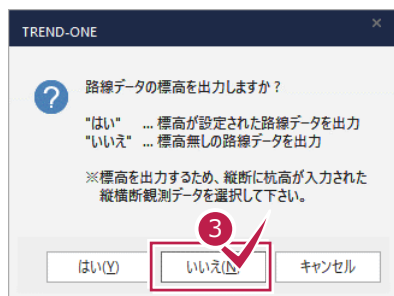 TREND-ONE
路線データの標高を出力しますか?
"はい" ... 標高が設定された路線データを出力
"いいえ" ... 標高無しの路線データを出力
※標高を出力するため、縦断に杭高が入力された
縦横断観測データを選択して下さい。
3
はい(Y) いいえ(N) キャンセル